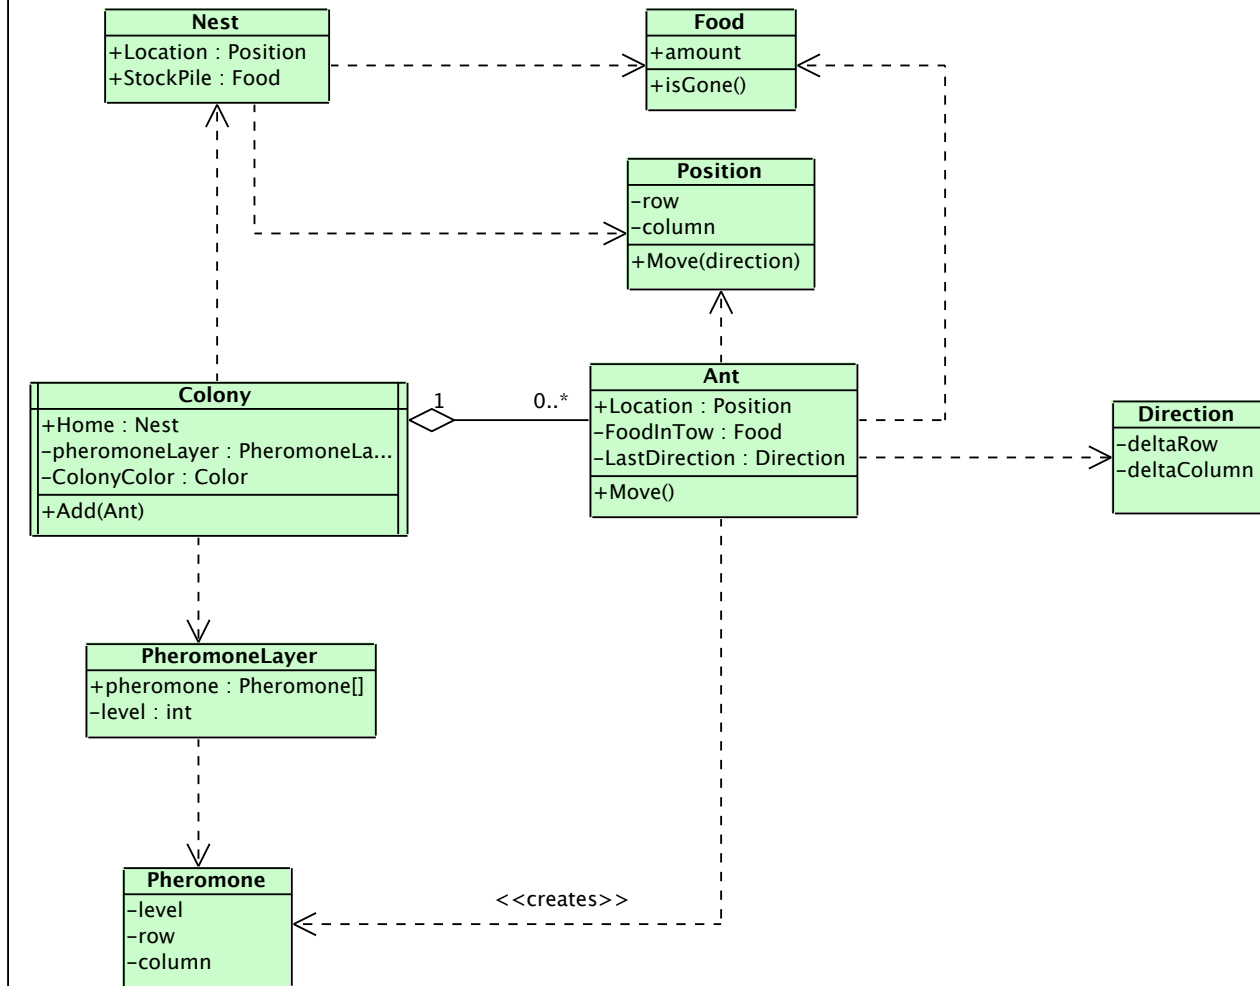 Nest
+Location : Position
+StockPile : Food
Food
+amount
+isGone()
Position
-row
-column
+Move(direction)
Colony
+Home : Nest
-pheromoneLayer : PheromoneLa...
-ColonyColor : Color
+Add(Ant)
1
0..*
Ant
+Location : Position
-FoodInTow : Food
-LastDirection : Direction
+Move()
Direction
-deltaRow
-deltaColumn
PheromoneLayer
+pheromone : Pheromone[]
-level : int
Pheromone
-level
-row
-column
<<creates>>